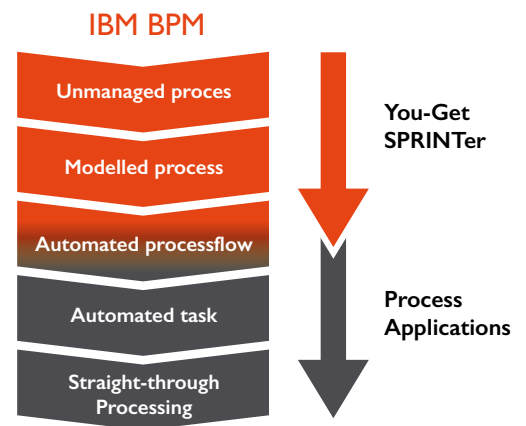 IBM BPM
Unmanaged proces
You-Get
SPRINTer
Modelled process
Automated processflow
Automated task
Process
Applications
Straight-through
Processing